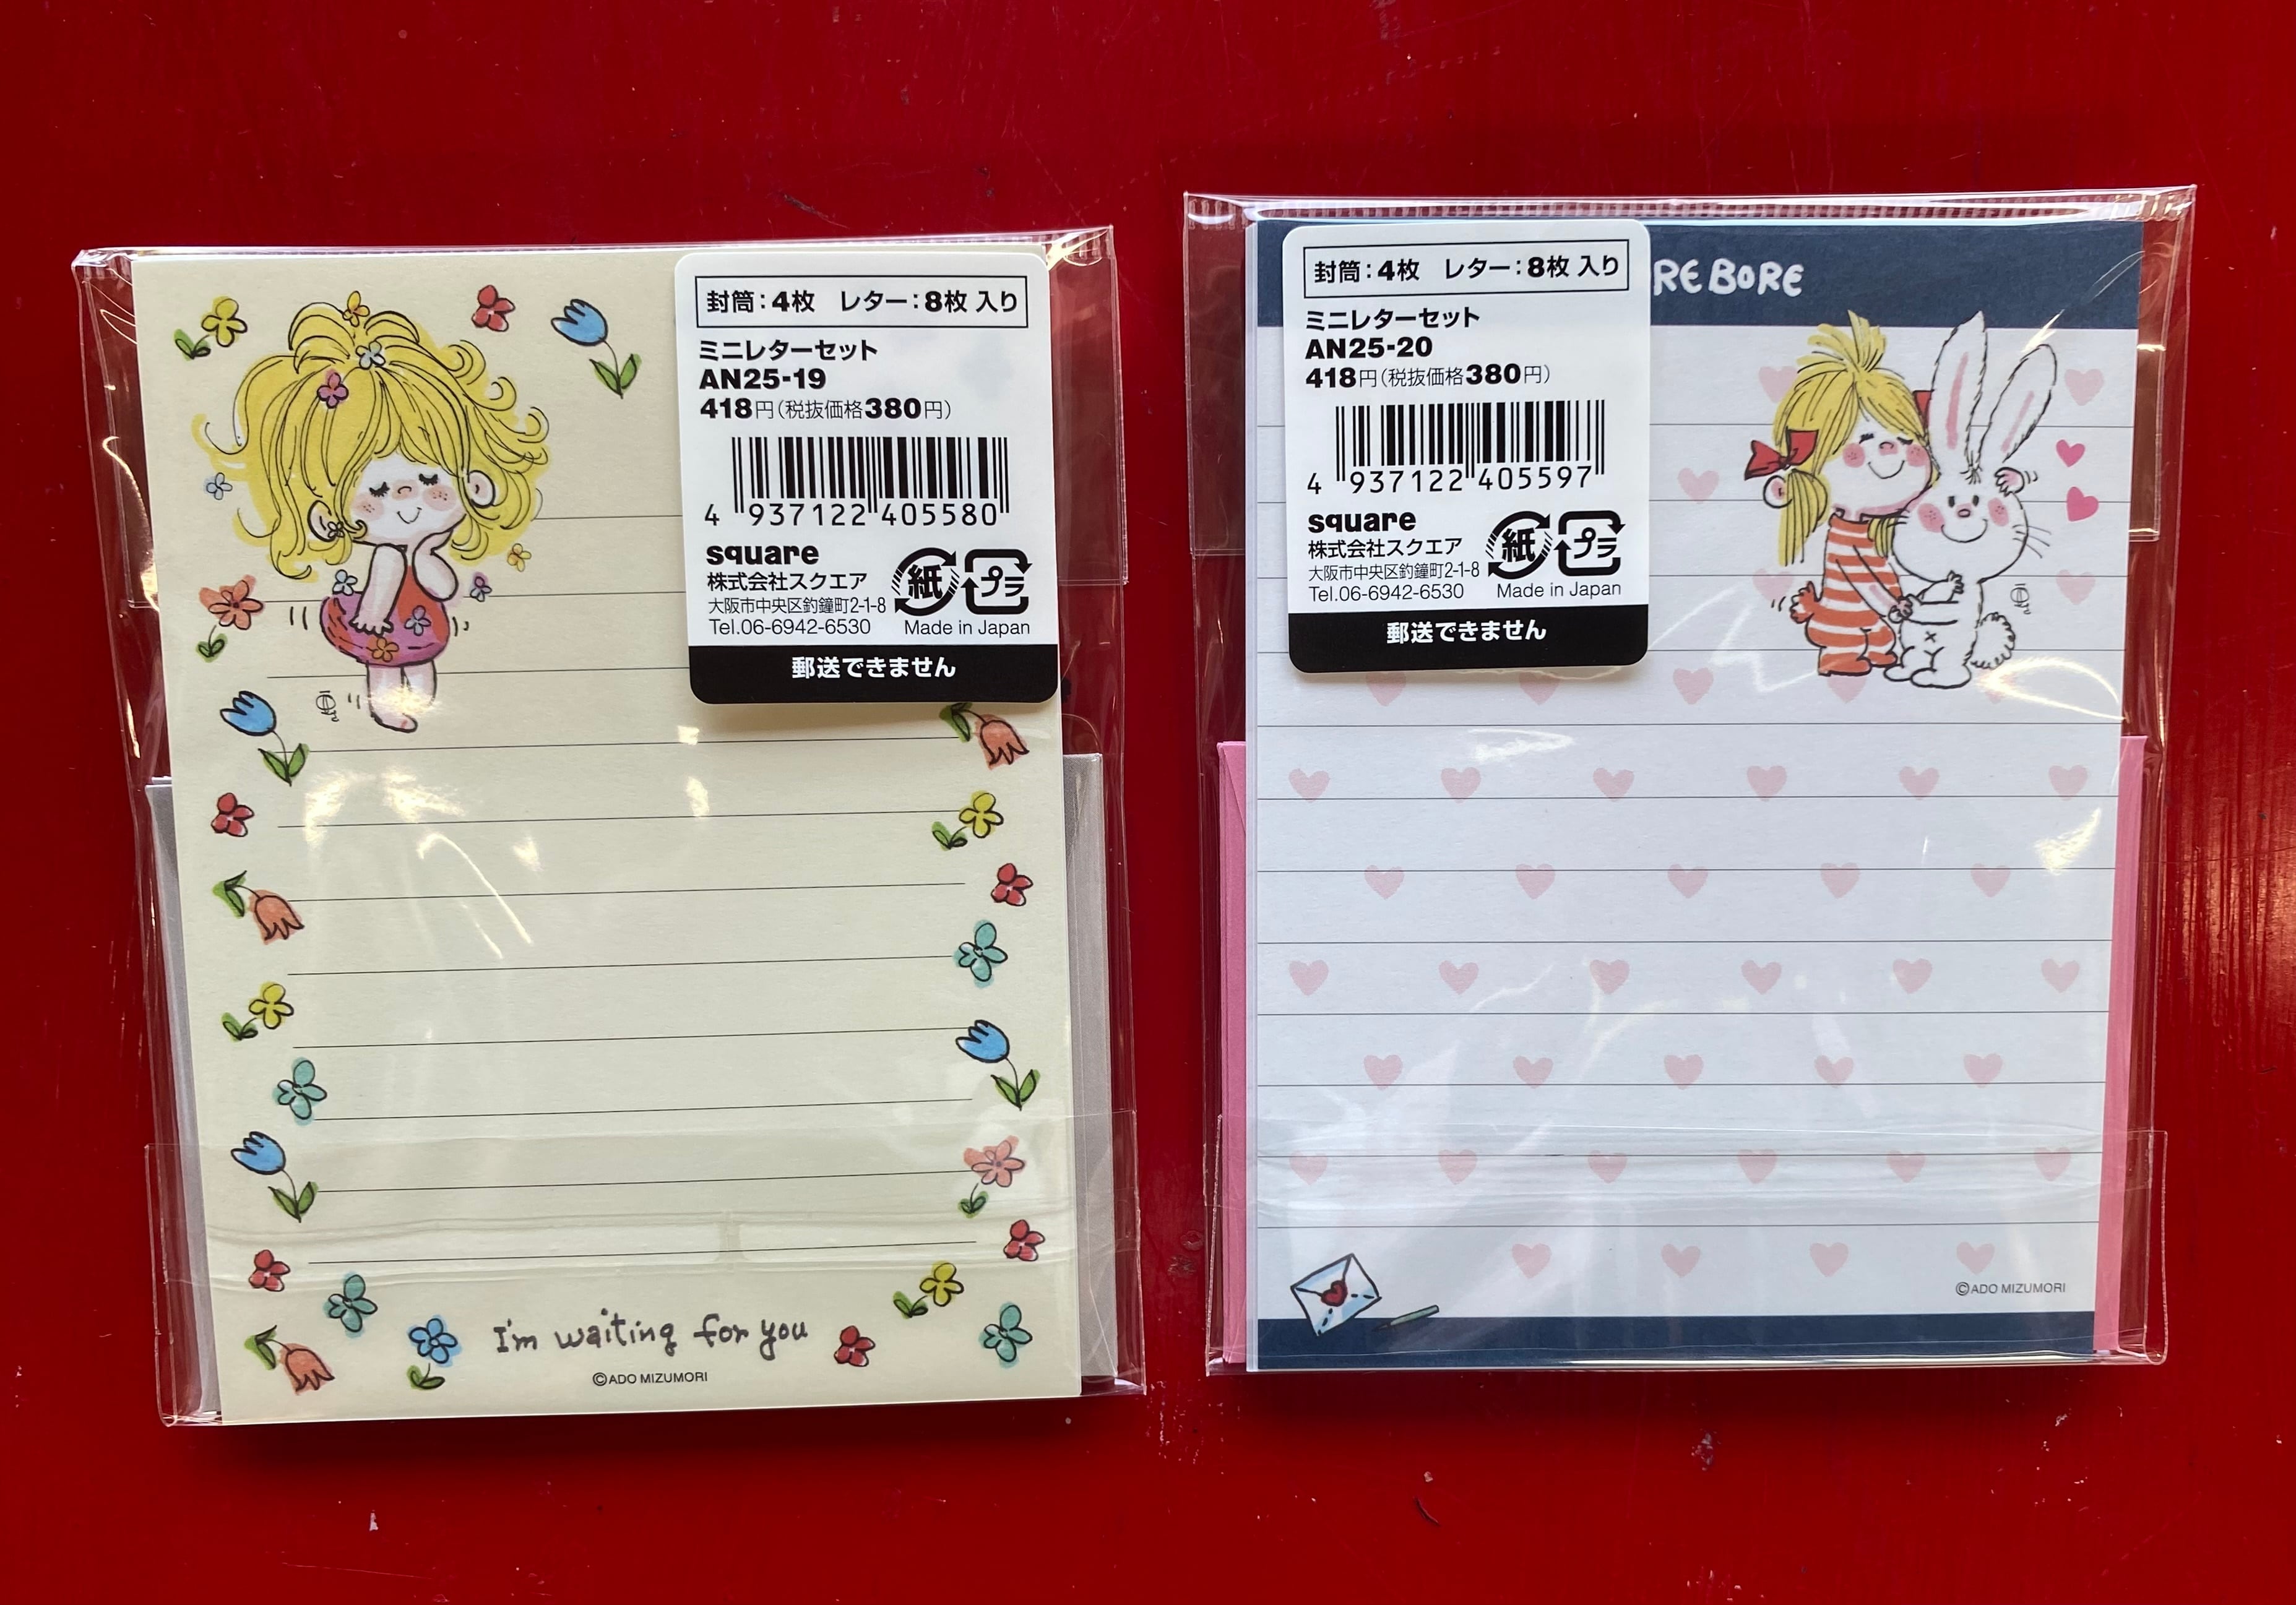 封筒：4枚　レター：8枚 入り
ミニレターセット
AN25-19
418円（税抜価格380円）
4 937122 405580
square
株式会社スクエア
大阪市中央区釣鐘町2-1-8
Tel.06-6942-6530
紙
プラ
Made in Japan
郵送できません
I'm waiting for you
©ADO MIZUMORI
封筒：4枚　レター：8枚 入り
ミニレターセット
AN25-20
418円（税抜価格380円）
4 937122 405597
square
株式会社スクエア
大阪市中央区釣鐘町2-1-8
Tel.06-6942-6530
紙
プラ
Made in Japan
郵送できません
RE BORE
©ADO MIZUMORI